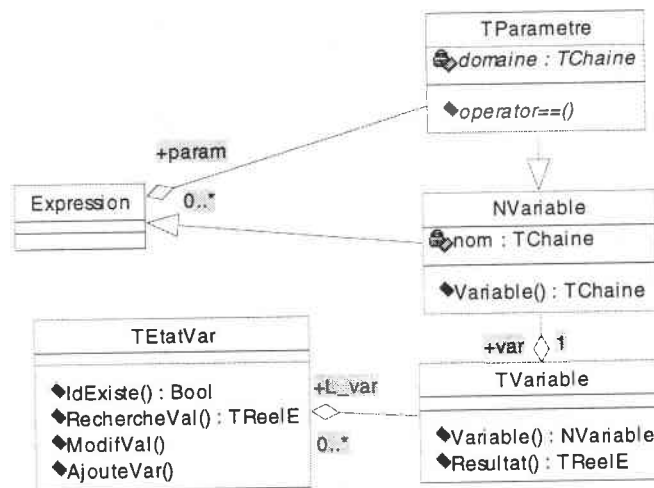 TParametre
domaine : TChaine
operator==()
+param
0..*
Expression
NVariable
nom : TChaine
Variable() : TChaine
+var 1
TEtatVar
IdExiste() : Bool
RechercheVal() : TReelE
ModifVal()
AjouteVar()
+L_var
0..*
TVariable
Variable() : NVariable
Resultat() : TReelE